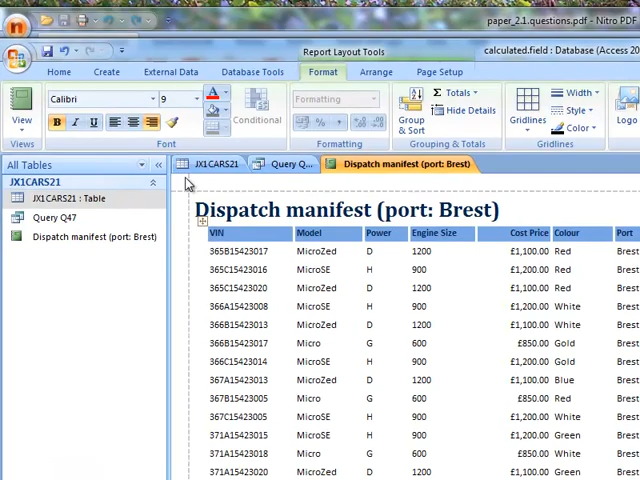 paper_2.1.questions.pdf - Nitro PDF
Report Layout Tools
calculated.field : Database (Access 20
Home Create External Data Database Tools Format Arrange Page Setup
View
Views
Calibri 9
B I U A
Font
Conditional
Formatting
% ,
Formatting
Group & Sort
Σ Totals
Hide Details
Grouping & Totals
Gridlines
Width
Style
Color
Gridlines
Logo
All Tables «
JX1CARS21 Query Q... Dispatch manifest (port: Brest)
JX1CARS21
JX1CARS21 : Table
Query Q47
Dispatch manifest (port: Brest)
Dispatch manifest (port: Brest)
VIN Model Power Engine Size Cost Price Colour Port
365B15423017 MicroZed D 1200 £1,100.00 Red Brest
365C15423016 MicroSE H 900 £1,200.00 Red Brest
365C15423020 MicroZed D 1200 £1,100.00 Red Brest
366A15423008 MicroSE H 900 £1,200.00 White Brest
366B15423013 MicroZed D 1200 £1,100.00 White Brest
366B15423017 Micro G 600 £850.00 Gold Brest
366C15423014 MicroSE H 900 £1,200.00 Gold Brest
367A15423013 MicroZed D 1200 £1,100.00 Blue Brest
367B15423005 Micro G 600 £850.00 Red Brest
367C15423005 MicroSE H 900 £1,200.00 White Brest
371A15423015 MicroSE H 900 £1,200.00 Green Brest
371A15423018 Micro G 600 £850.00 White Brest
371A15423020 MicroZed D 1200 £1,100.00 Green Brest